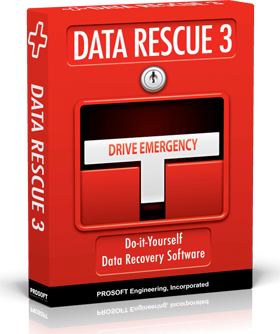 DATA RESCUE 3
DRIVE EMERGENCY
Do-it-Yourself
Data Recovery Software
PROSOFT Engineering, Incorporated
DATA RESCUE 3
PROSOFT